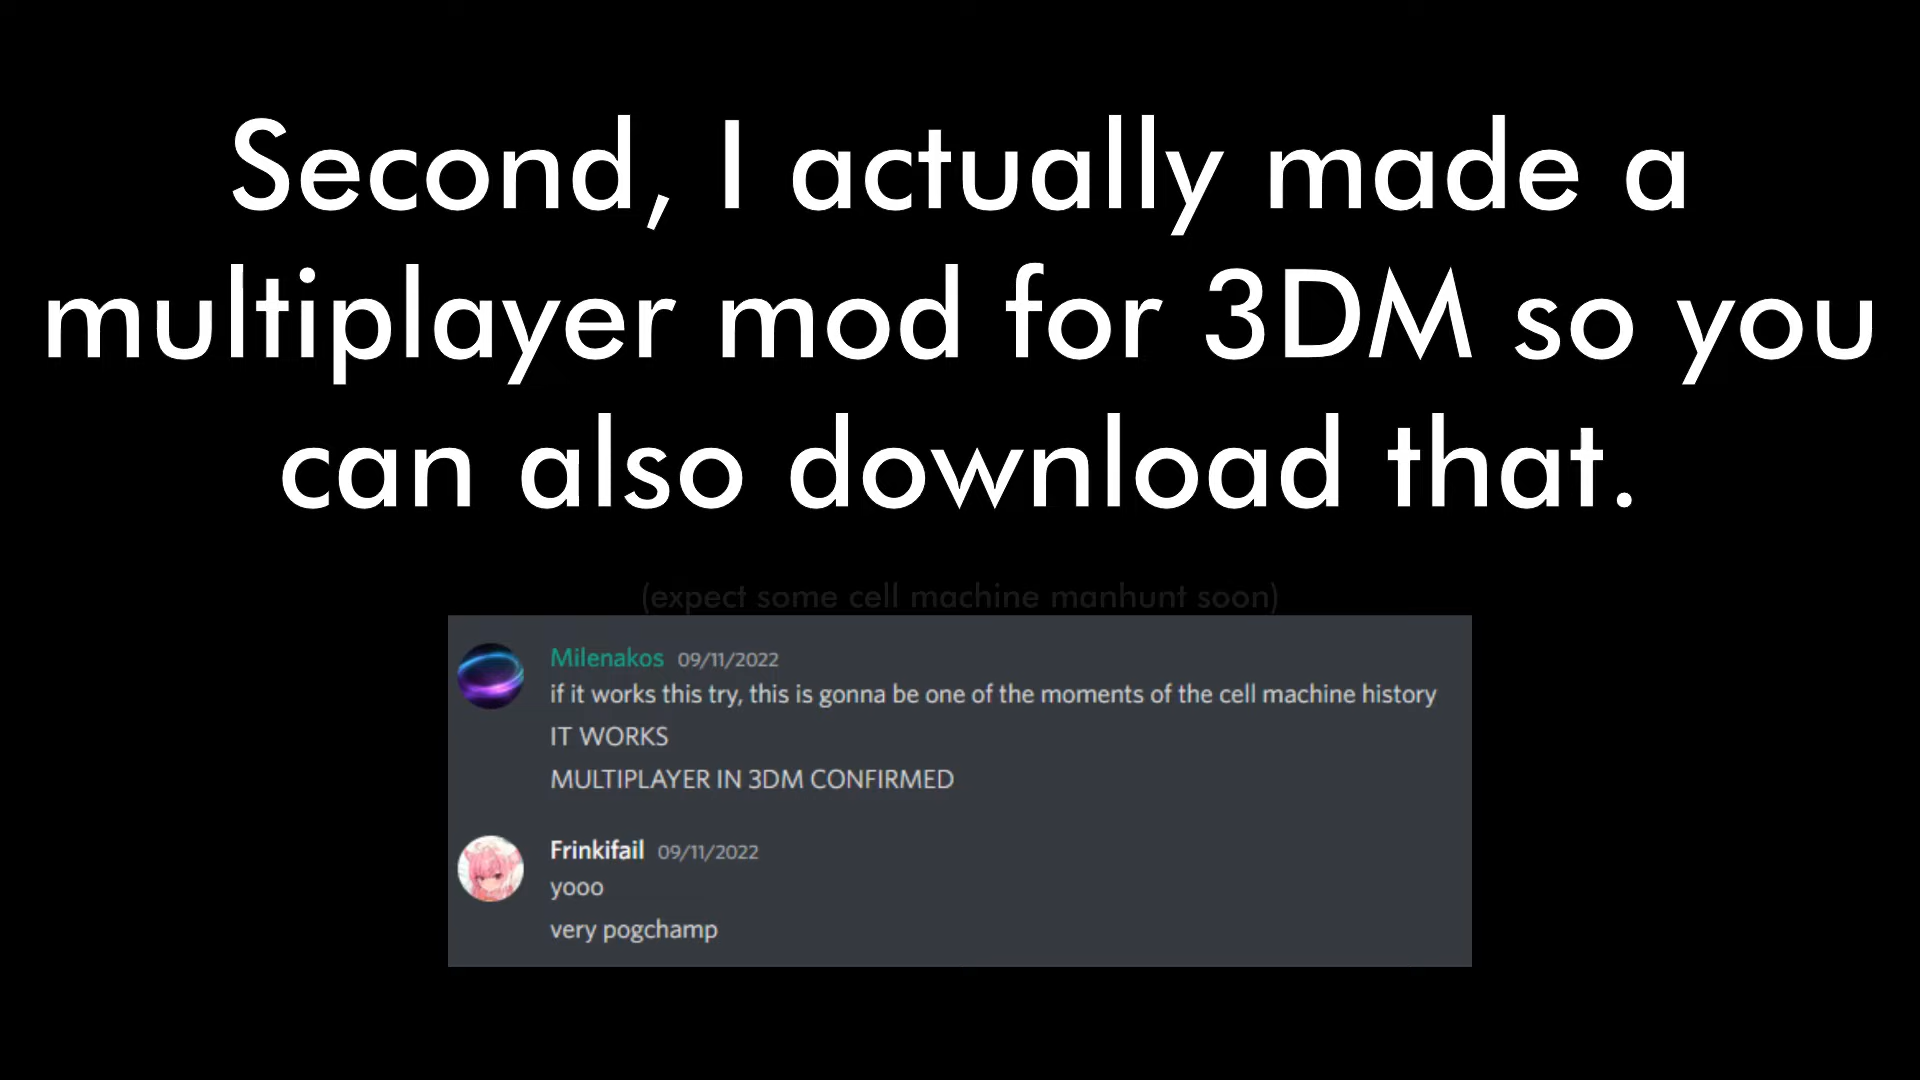 Second, I actually made a
multiplayer mod for 3DM so you
can also download that.
(expect some cell machine manhunt soon)
Milenakos 09/11/2022
if it works this try, this is gonna be one of the moments of the cell machine history
IT WORKS
MULTIPLAYER IN 3DM CONFIRMED
Frinkifail 09/11/2022
yooo
very pogchamp